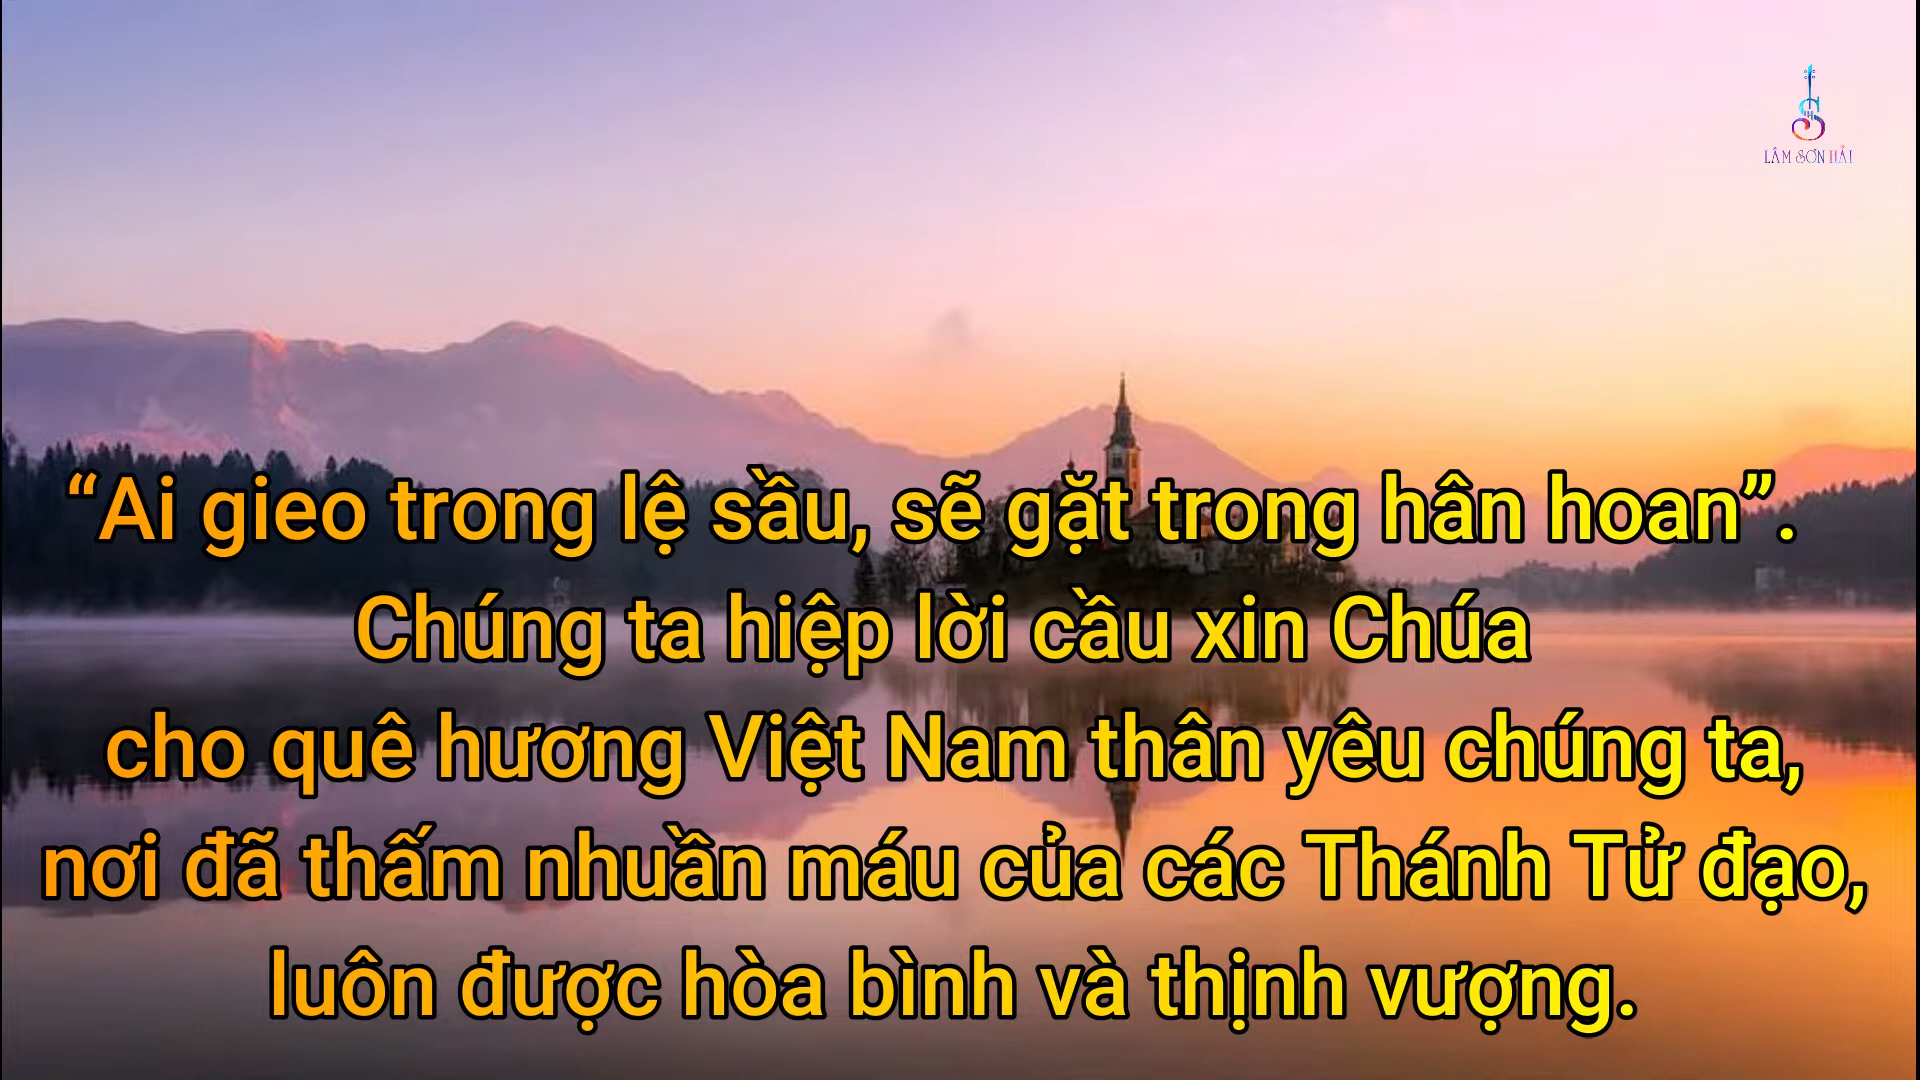 LÂM SƠN HẢI
“Ai gieo trong lệ sầu, sẽ gặt trong hân hoan”.
Chúng ta hiệp lời cầu xin Chúa
cho quê hương Việt Nam thân yêu chúng ta,
nơi đã thấm nhuần máu của các Thánh Tử đạo,
luôn được hòa bình và thịnh vượng.